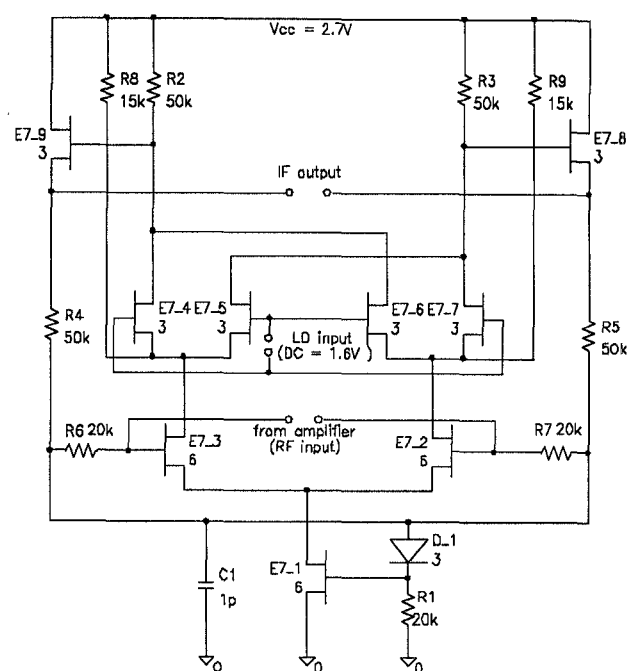 Vcc = 2.7V
R8
15k
R2
50k
R3
50k
R9
15k
E7_9
3
E7_8
3
IF output
E7_4
3
E7_5
3
E7_6
3
E7_7
3
R4
50k
LO input
(DC = 1.6V)
R5
50k
R6 20k
E7_3
6
from amplifier
(RF input)
E7_2
6
R7 20k
C1
1p
E7_1
6
D_1
3
R1
20k
0
0
0